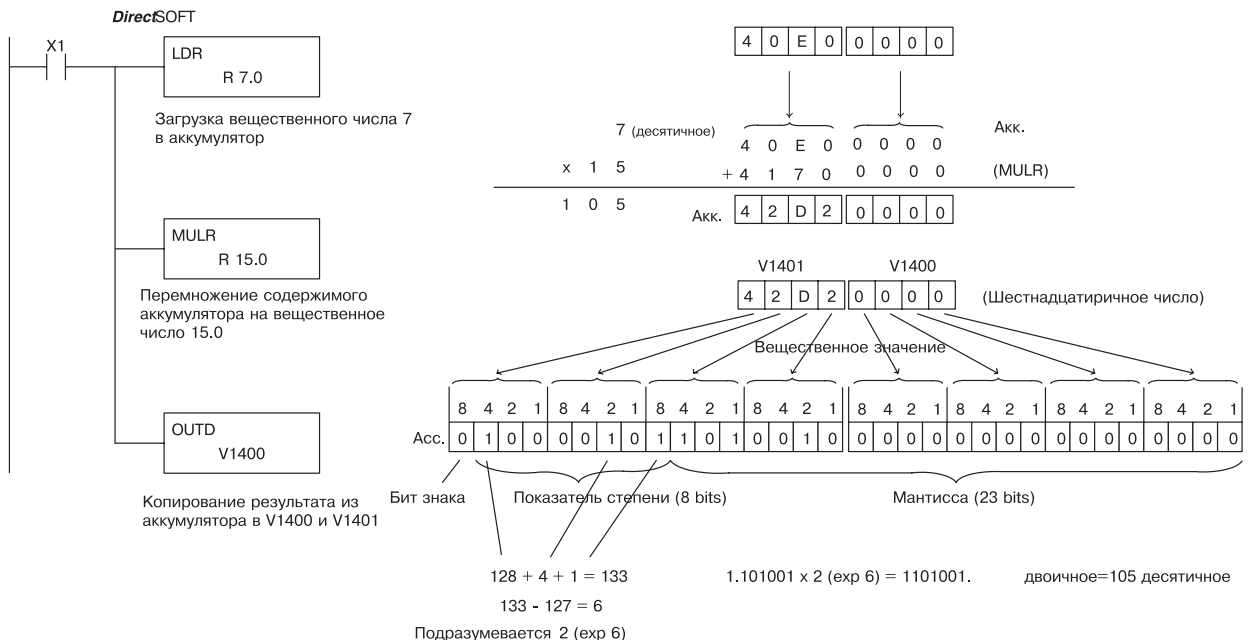 DirectSOFT
X1
LDR
R 7.0
Загрузка вещественного числа 7
в аккумулятор
MULR
R 15.0
Перемножение содержимого
аккумулятора на вещественное
число 15.0
OUTD
V1400
Копирование результата из
аккумулятора в V1400 и V1401
4 0 E 0 0 0 0 0
7 (десятичное) 4 0 E 0 0 0 0 0 Акк.
x 1 5 + 4 1 7 0 0 0 0 0 (MULR)
1 0 5 Акк. 4 2 D 2 0 0 0 0
V1401 V1400
4 2 D 2 0 0 0 0 (Шестнадцатиричное число)
Вещественное значение
8 4 2 1 8 4 2 1 8 4 2 1 8 4 2 1 8 4 2 1 8 4 2 1 8 4 2 1 8 4 2 1
Acc. 0 1 0 0 0 0 1 0 1 1 0 1 0 0 1 0 0 0 0 0 0 0 0 0 0 0 0 0 0 0 0 0
Бит знака Показатель степени (8 bits) Мантисса (23 bits)
128 + 4 + 1 = 133 1.101001 x 2 (exp 6) = 1101001. двоичное=105 десятичное
133 - 127 = 6
Подразумевается 2 (exp 6)